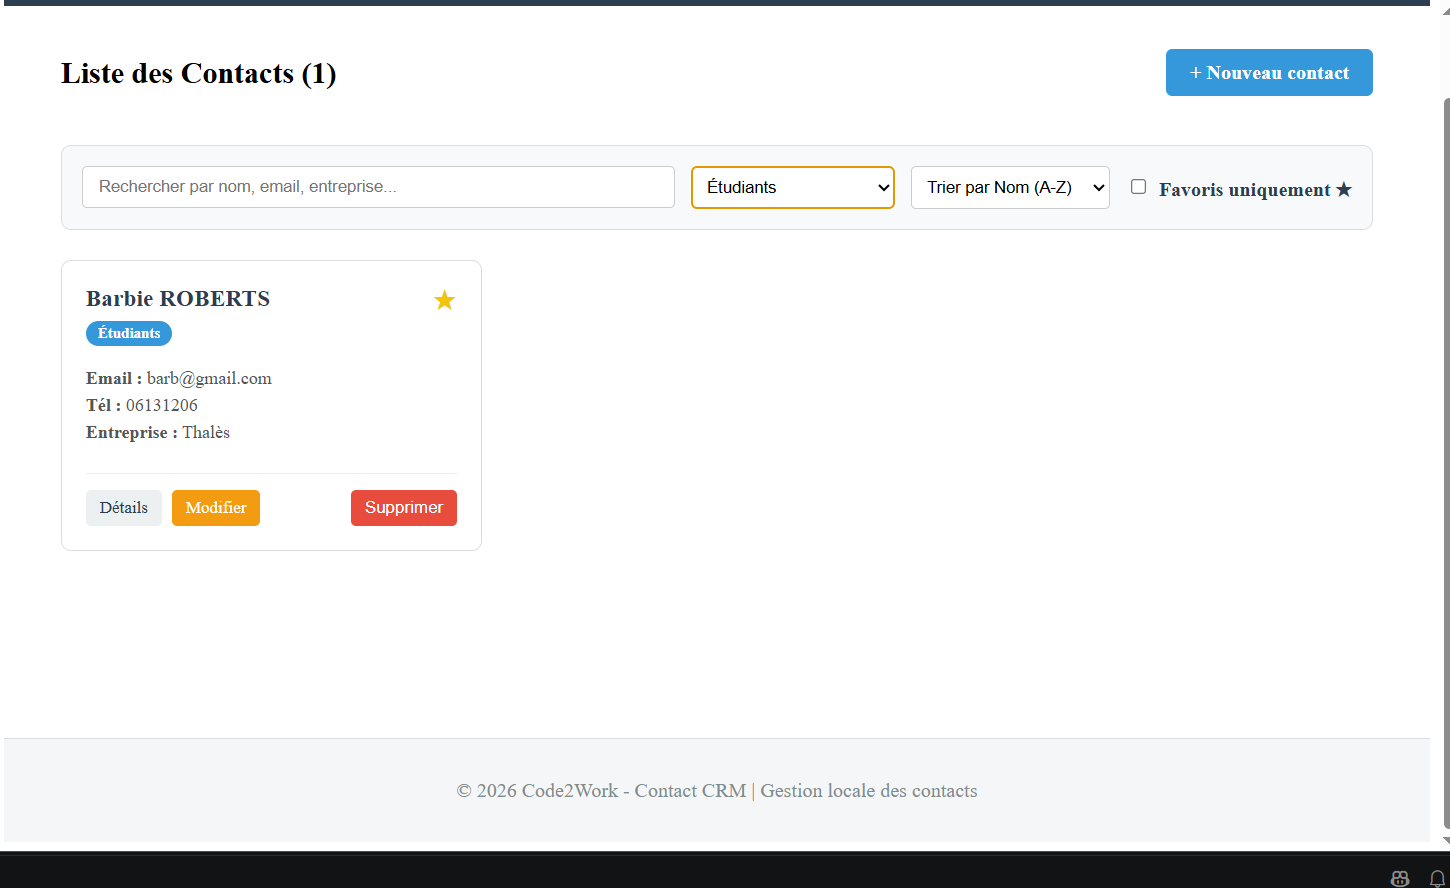 Liste des Contacts (1)
+ Nouveau contact
Rechercher par nom, email, entreprise...
Étudiants
Trier par Nom (A-Z)
Favoris uniquement ★
Barbie ROBERTS
★
Étudiants
Email : barb@gmail.com
Tél : 06131206
Entreprise : Thalès
Détails
Modifier
Supprimer
© 2026 Code2Work - Contact CRM | Gestion locale des contacts